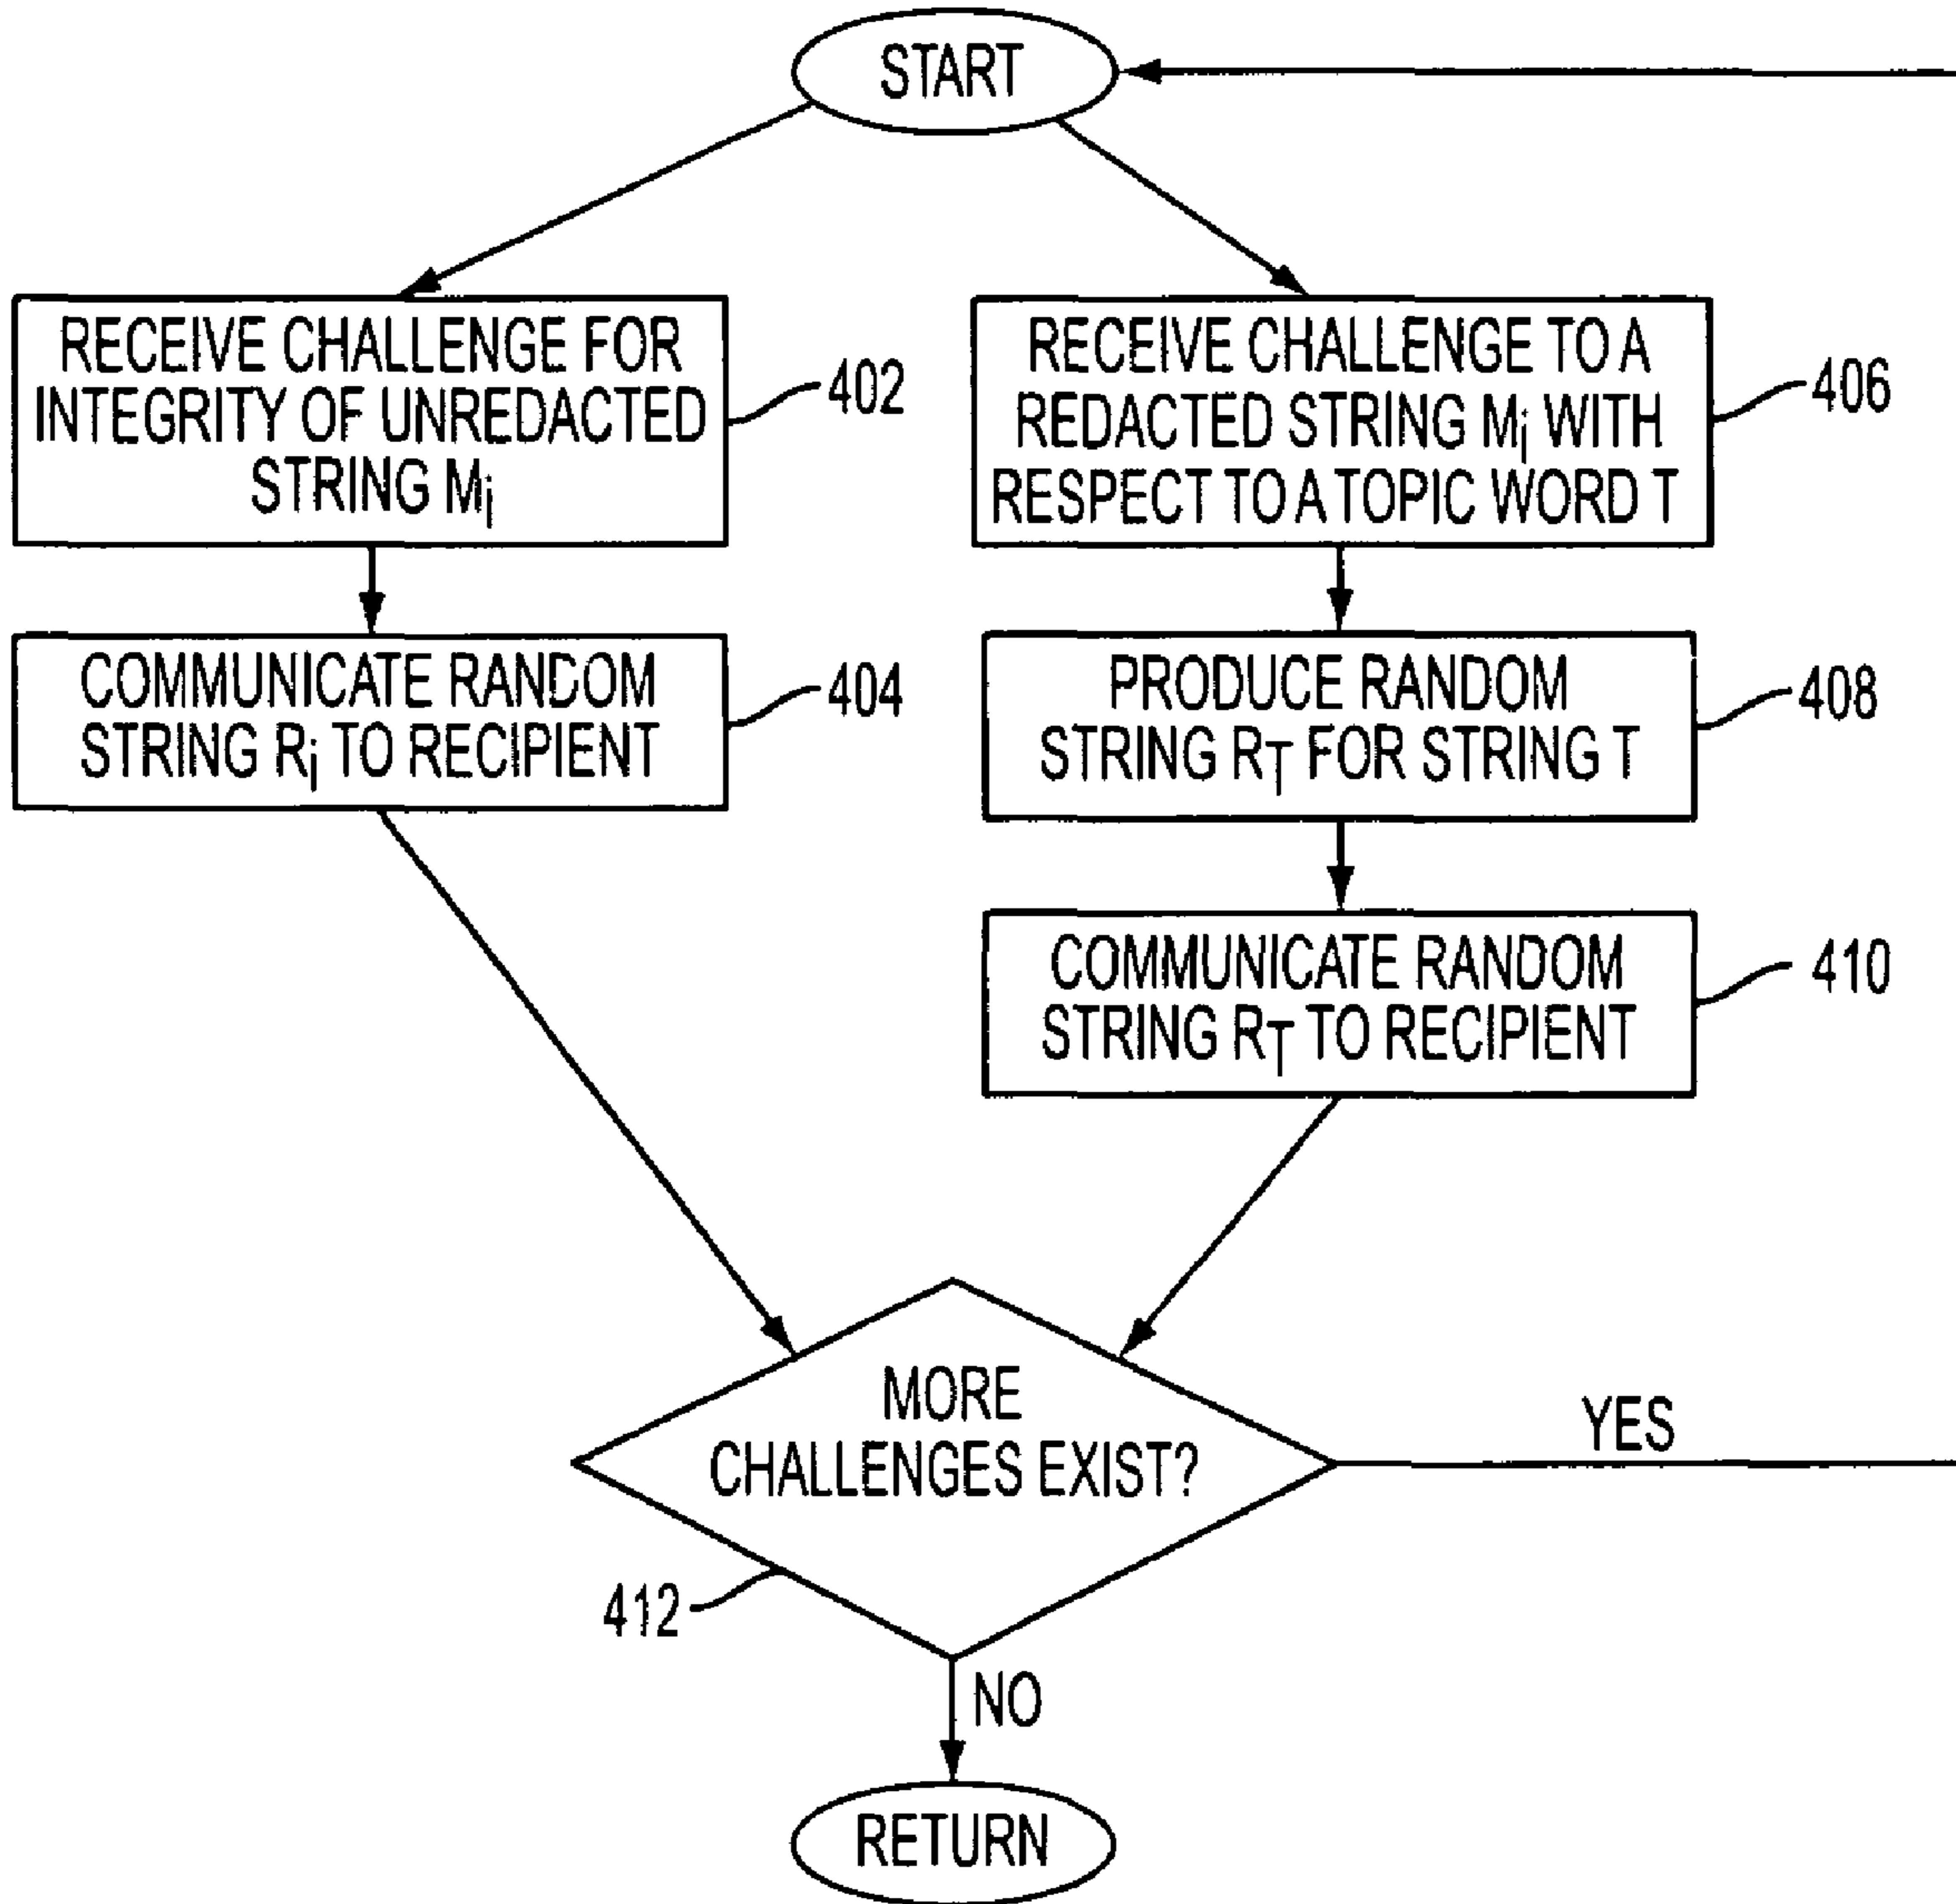 START
RECEIVE CHALLENGE FOR
INTEGRITY OF UNREDACTED
STRING Mi
402
COMMUNICATE RANDOM
STRING Ri TO RECIPIENT
404
RECEIVE CHALLENGE TO A
REDACTED STRING Mi WITH
RESPECT TO A TOPIC WORD T
406
PRODUCE RANDOM
STRING RT FOR STRING T
408
COMMUNICATE RANDOM
STRING RT TO RECIPIENT
410
MORE
CHALLENGES EXIST?
YES
412
NO
RETURN